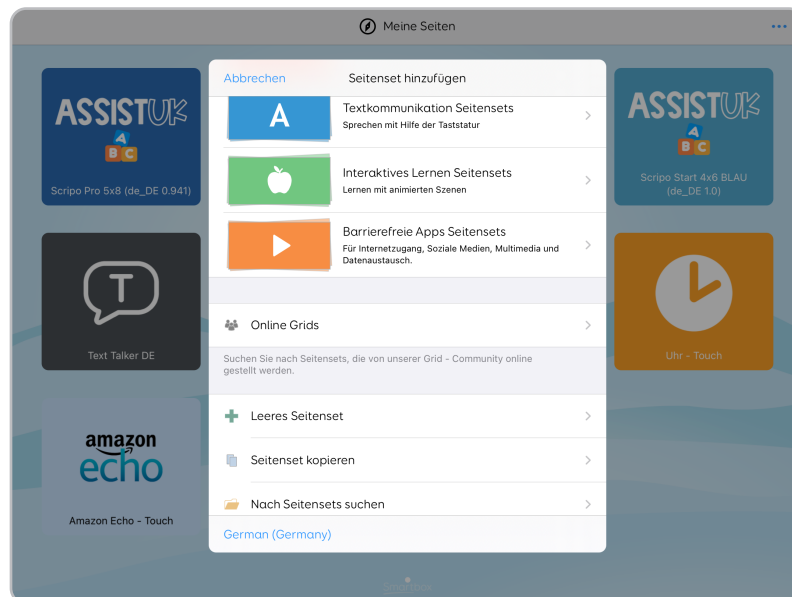 Meine Seiten
Abbrechen
Seitenset hinzufügen
A
Textkommunikation Seitensets
Sprechen mit Hilfe der Tastatur
Interaktives Lernen Seitensets
Lernen mit animierten Szenen
Barrierefreie Apps Seitensets
Für Internetzugang, Soziale Medien, Multimedia und
Datenaustausch.
Online Grids
Suchen Sie nach Seitensets, die von unserer Grid - Community online
gestellt werden.
Leeres Seitenset
Seitenset kopieren
Nach Seitensets suchen
German (Germany)
ASSISTUK
A
B C
Scripo Pro 5x8 (de_DE 0.941)
ASSISTUK
A
B C
Scripo Start 4x6 BLAU
(de_DE 1.0)
T
Text Talker DE
Uhr - Touch
amazon
echo
Amazon Echo - Touch
Smartbox